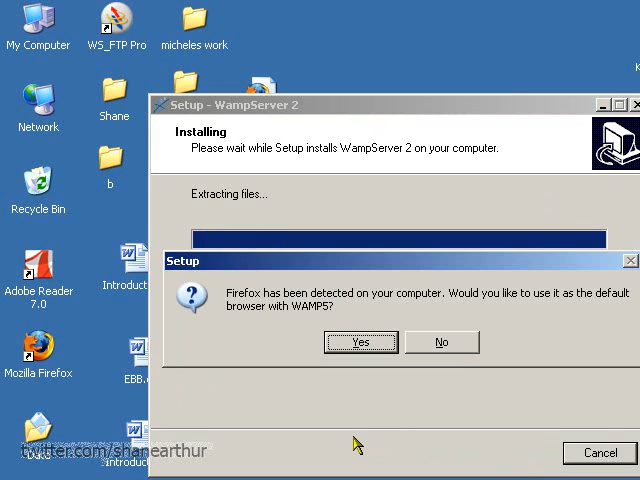 My Computer
WS_FTP Pro
micheles work
K
Network
Shane
Setup - WampServer 2
Installing
Please wait while Setup installs WampServer 2 on your computer.
b
Recycle Bin
Extracting files...
Adobe Reader
7.0
Introduct
Setup
Firefox has been detected on your computer. Would you like to use it as the default
browser with WAMP5?
Yes
No
Mozilla Firefox
EBB.
twitter.com/shanearthur
Introduct
Cancel